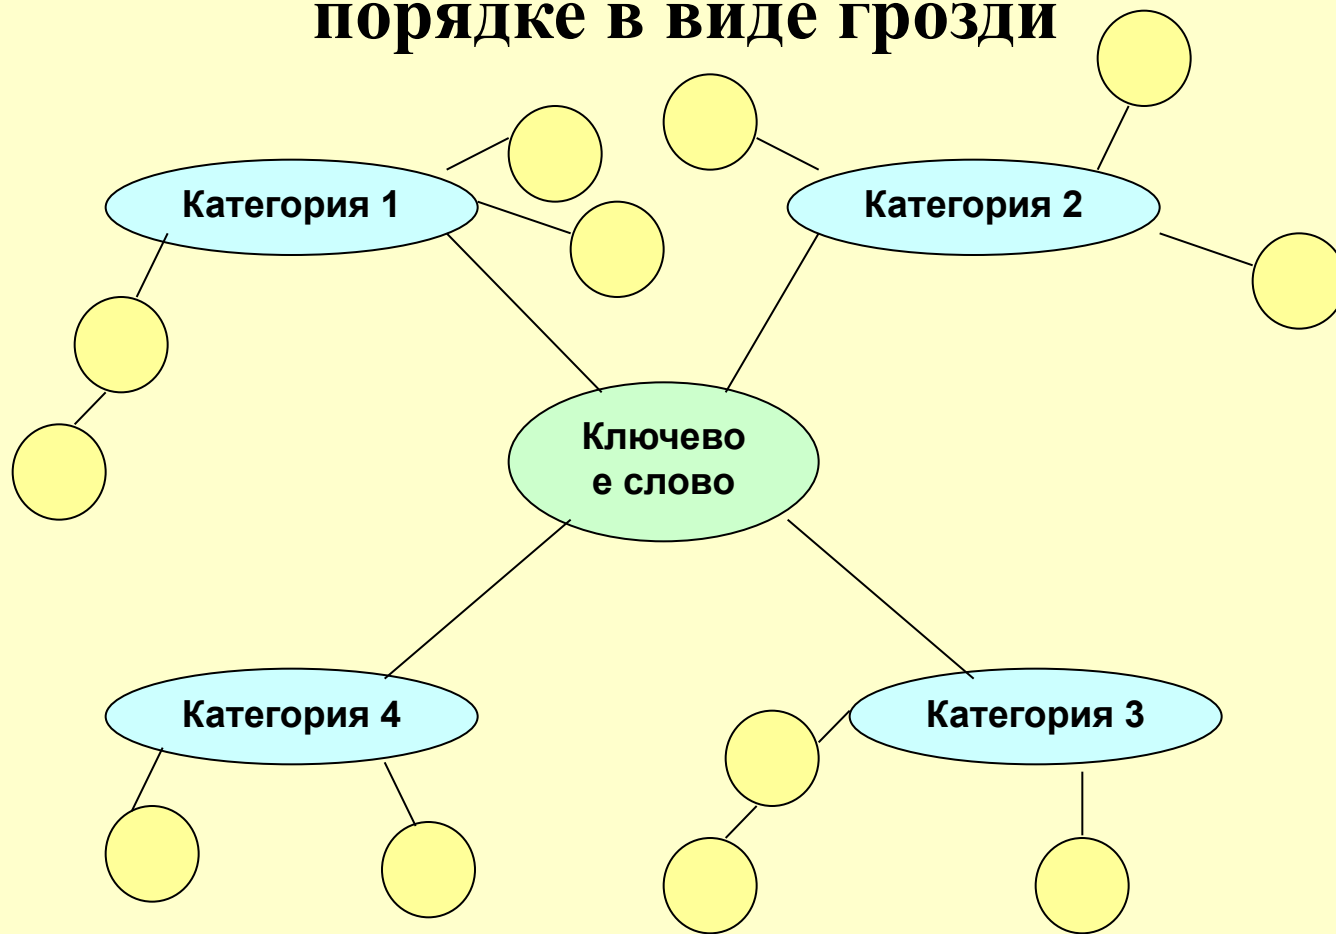 порядке в виде грозди
Категория 1
Категория 2
Ключево
е слово
Категория 4
Категория 3